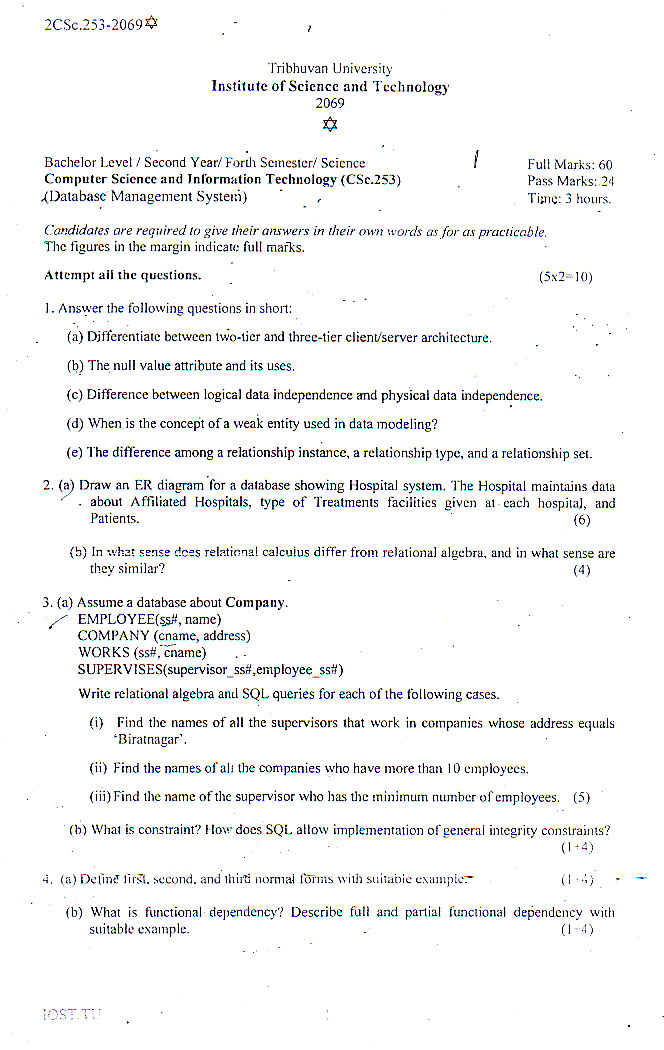 2CSc.253-2069✡
Tribhuvan University
Institute of Science and Technology
2069
✡
Bachelor Level / Second Year/ Forth Semester/ Science
Full Marks: 60
Computer Science and Information Technology (CSc.253)
Pass Marks: 24
(Database Management System)
Time: 3 hours.
Candidates are required to give their answers in their own words as for as practicable.
The figures in the margin indicate full marks.
Attempt all the questions.
(5x2=10)
1. Answer the following questions in short:
(a) Differentiate between two-tier and three-tier client/server architecture.
(b) The null value attribute and its uses.
(c) Difference between logical data independence and physical data independence.
(d) When is the concept of a weak entity used in data modeling?
(e) The difference among a relationship instance, a relationship type, and a relationship set.
2. (a) Draw an ER diagram for a database showing Hospital system. The Hospital maintains data
about Affiliated Hospitals, type of Treatments facilities given at each hospital, and
Patients. (6)
(b) In what sense does relational calculus differ from relational algebra, and in what sense are
they similar? (4)
3. (a) Assume a database about Company.
EMPLOYEE(ss#, name)
COMPANY (cname, address)
WORKS (ss#, cname)
SUPERVISES(supervisor_ss#,employee_ss#)
Write relational algebra and SQL queries for each of the following cases.
(i) Find the names of all the supervisors that work in companies whose address equals
'Biratnagar'.
(ii) Find the names of all the companies who have more than 10 employees.
(iii) Find the name of the supervisor who has the minimum number of employees. (5)
(b) What is constraint? How does SQL allow implementation of general integrity constraints?
(1+4)
4. (a) Define first, second, and third normal forms with suitable example. (1+4)
(b) What is functional dependency? Describe full and partial functional dependency with
suitable example. (1+4)
IOST,TU